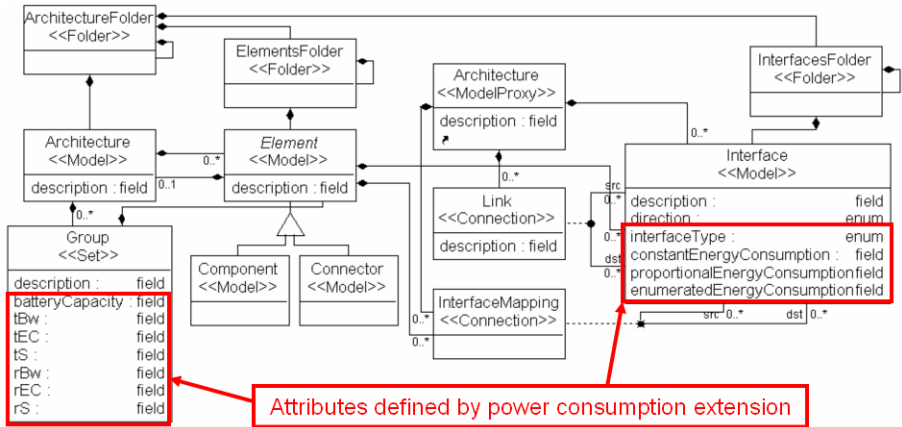 ArchitectureFolder
<<Folder>>
ElementsFolder
<<Folder>>
InterfacesFolder
<<Folder>>
Architecture
<<ModelProxy>>
description : field
Architecture
<<Model>>
description : field
Element
<<Model>>
description : field
0..*
0..1
0..*
0..*
0..*
Interface
<<Model>>
description : field
direction : enum
interfaceType : enum
constantEnergyConsumption : field
proportionalEnergyConsumption field
enumeratedEnergyConsumption field
Link
<<Connection>>
description : field
src
0..*
0..*
dst
0..*
Group
<<Set>>
description : field
batteryCapacity : field
tBw : field
tEC : field
tS : field
rBw : field
rEC : field
rS : field
Component
<<Model>>
Connector
<<Model>>
InterfaceMapping
<<Connection>>
0..*
0..*
src 0..*
dst 0..*
Attributes defined by power consumption extension